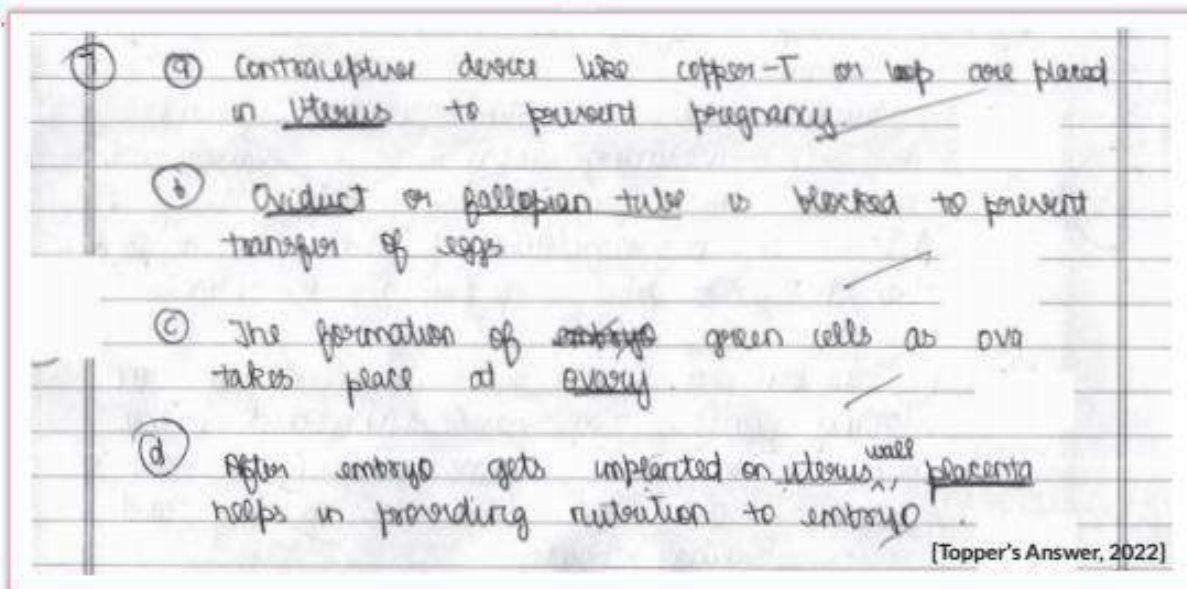 7 a Contraceptive device like copper-T or loop are placed
in Uterus to prevent pregnancy.
b Oviduct or fallopian tube is blocked to prevent
transfer of eggs
c The formation of embryo green cells as ova
takes place at ovary.
d After embryo gets implanted on uterus wall, placenta
helps in providing nutrition to embryo.
[Topper's Answer, 2022]